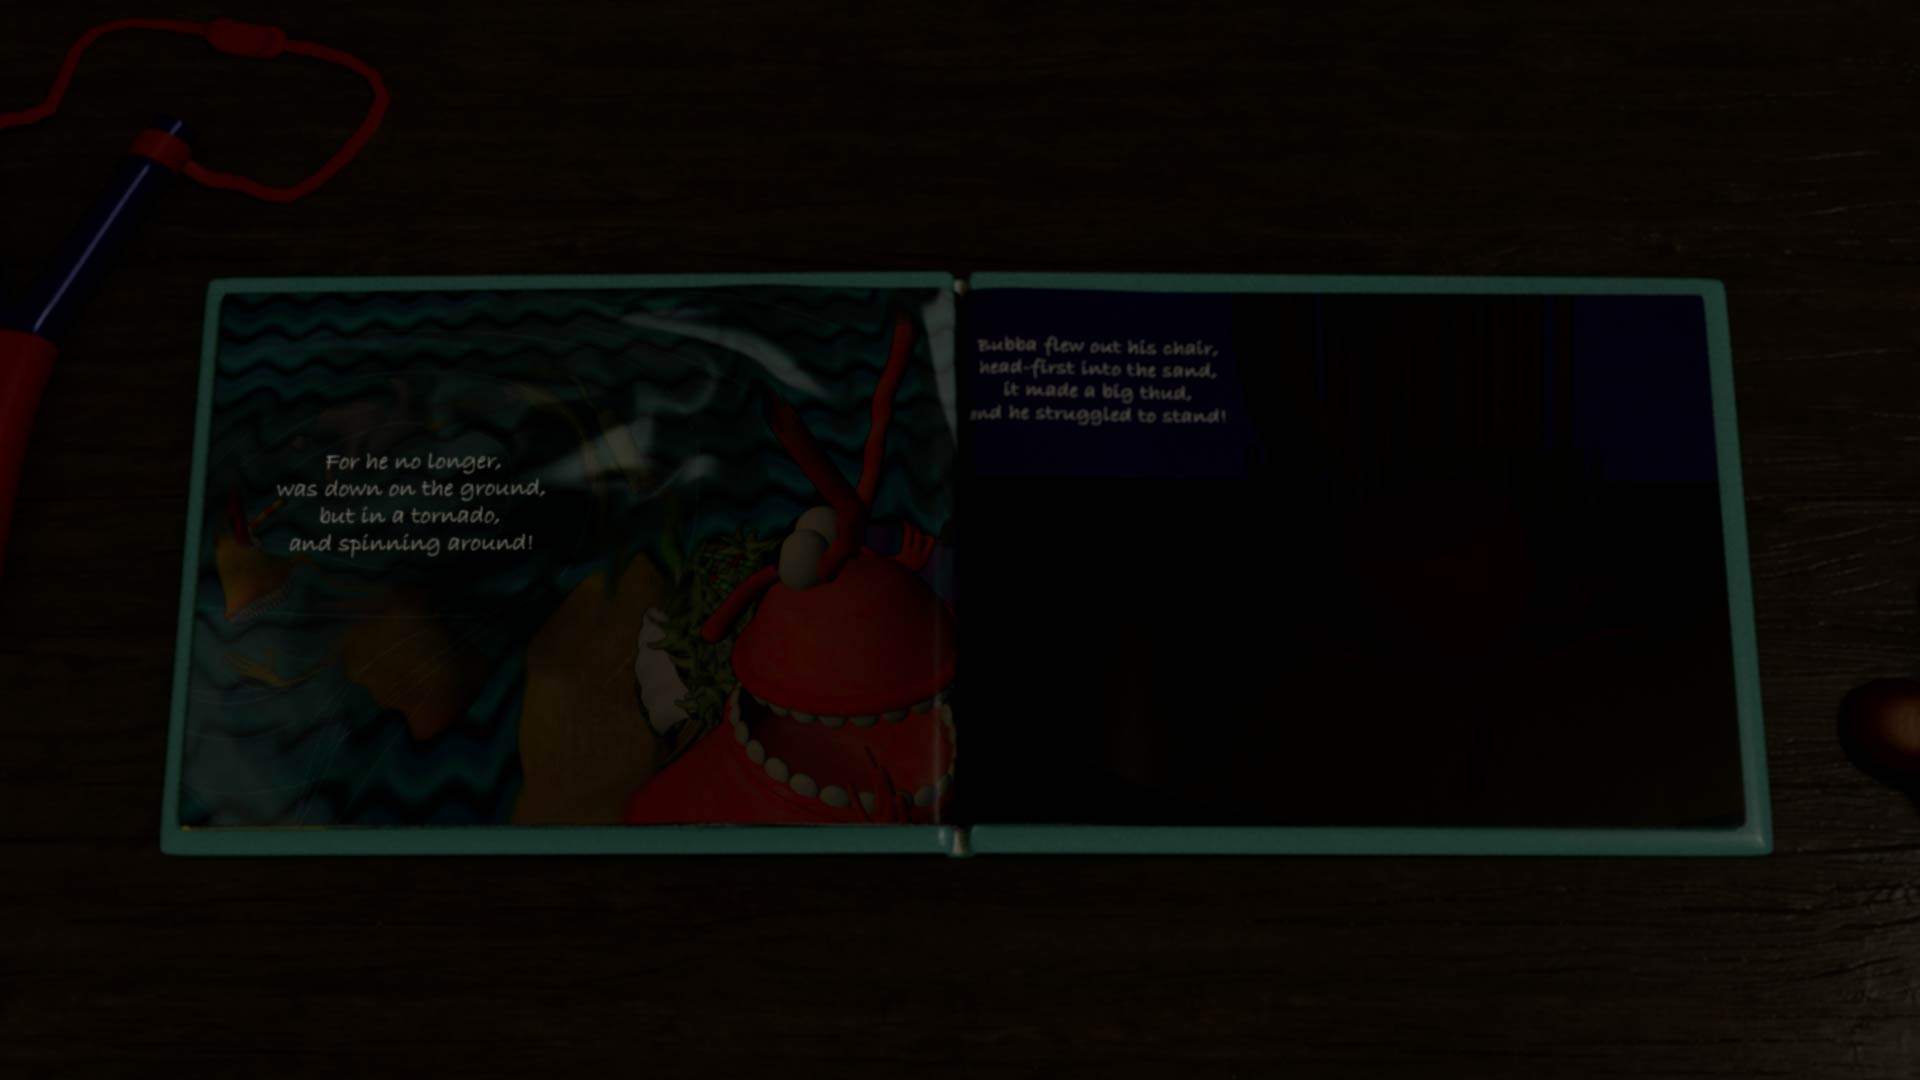 For he no longer,
was down on the ground,
but in a tornado,
and spinning around!
Bubba flew out his chair,
head-first into the sand,
it made a big thud,
and he struggled to stand!